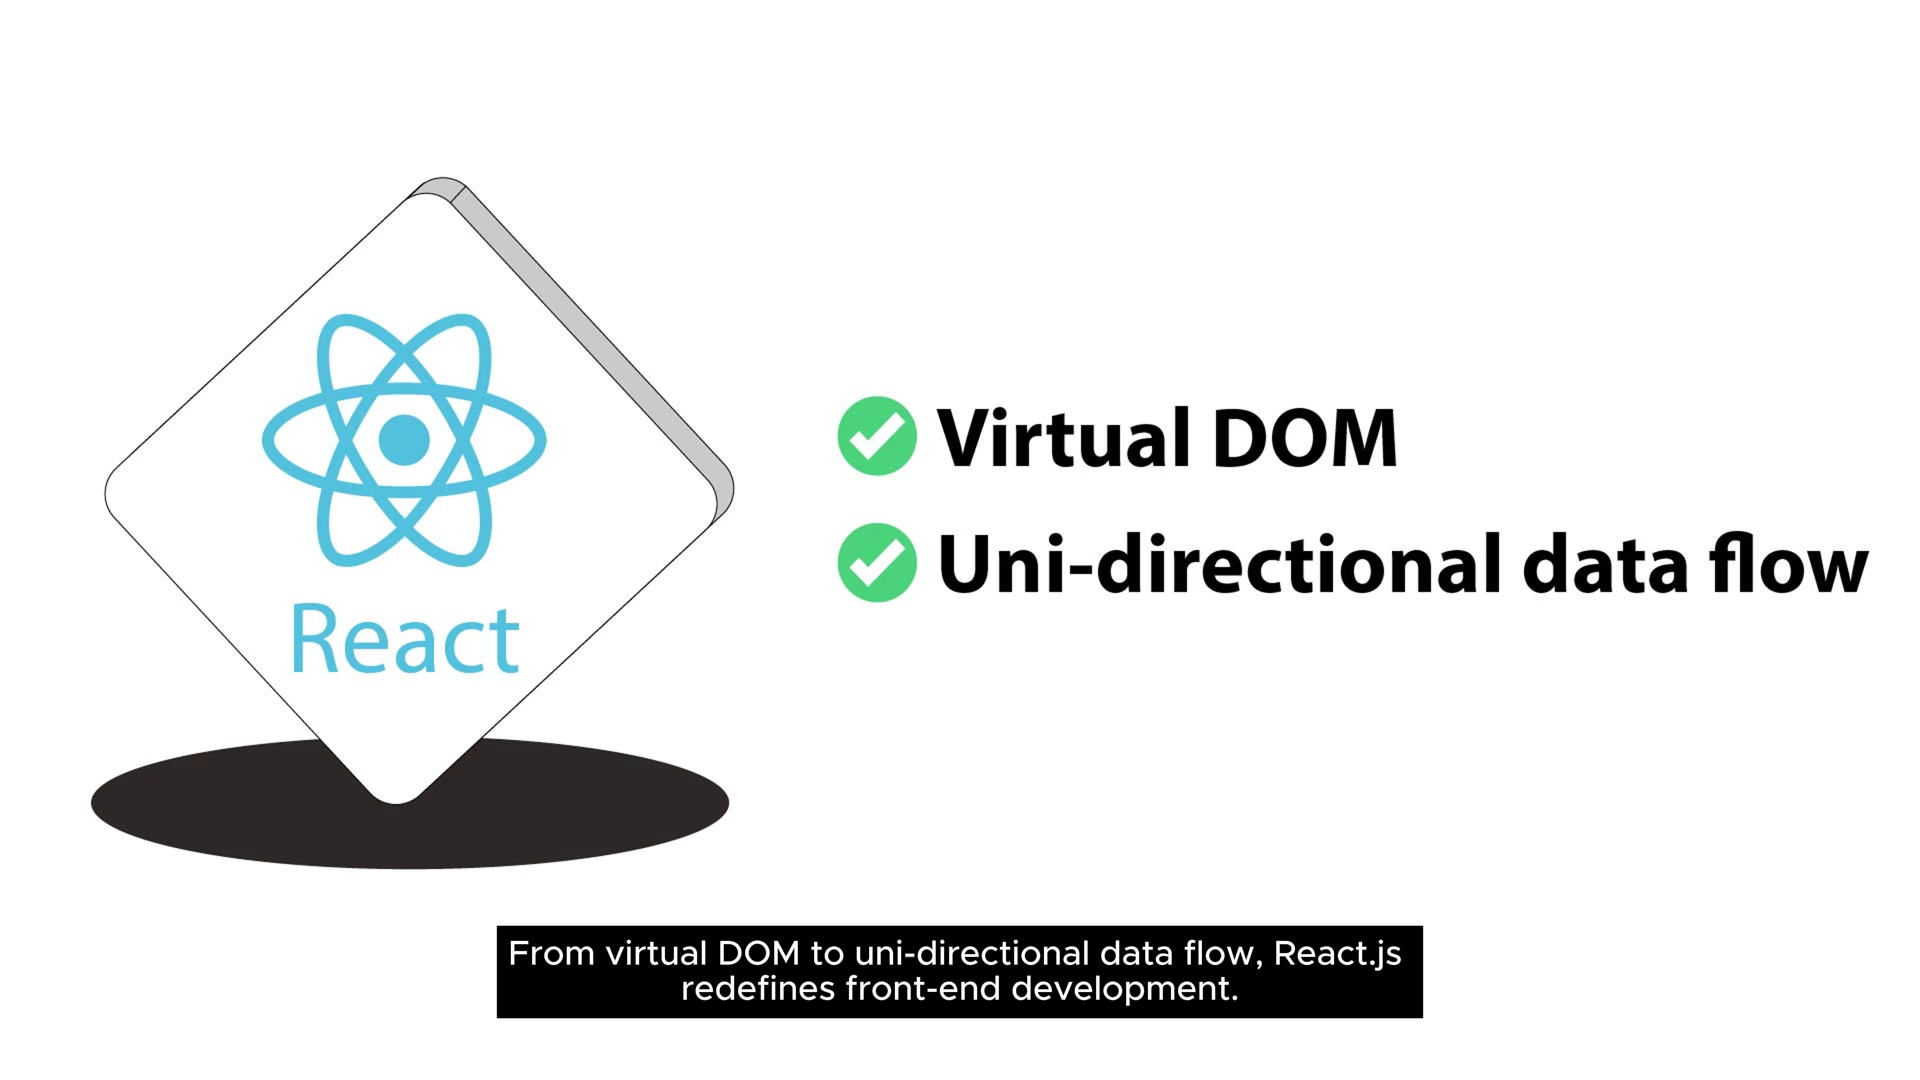 React
Virtual DOM
Uni-directional data flow
From virtual DOM to uni-directional data flow, React.js
redefines front-end development.